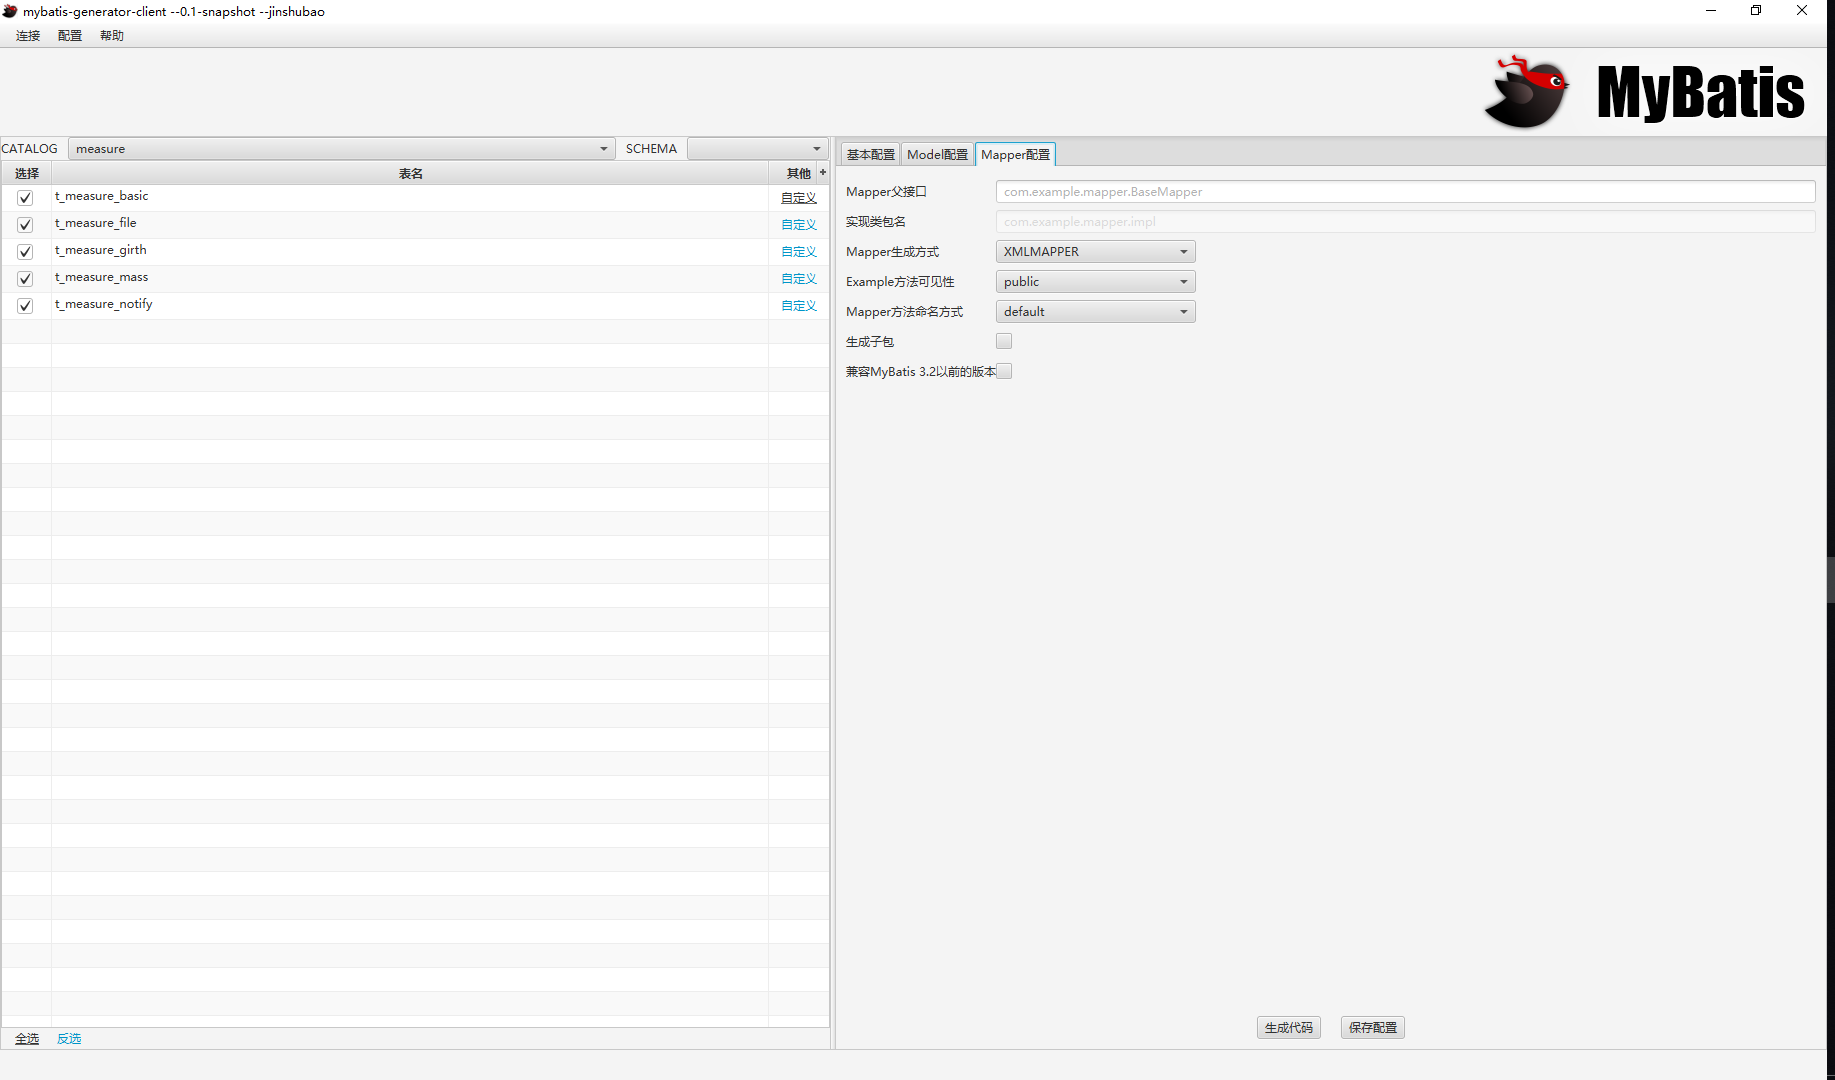 mybatis-generator-client --0.1-snapshot --jinshubao
连接 配置 帮助
MyBatis
CATALOG measure SCHEMA
选择 表名 其他 +
t_measure_basic 自定义
t_measure_file 自定义
t_measure_girth 自定义
t_measure_mass 自定义
t_measure_notify 自定义
全选 反选
基本配置 Model配置 Mapper配置
Mapper父接口 com.example.mapper.BaseMapper
实现类包名 com.example.mapper.impl
Mapper生成方式 XMLMAPPER
Example方法可见性 public
Mapper方法命名方式 default
生成子包
兼容MyBatis 3.2以前的版本
生成代码 保存配置